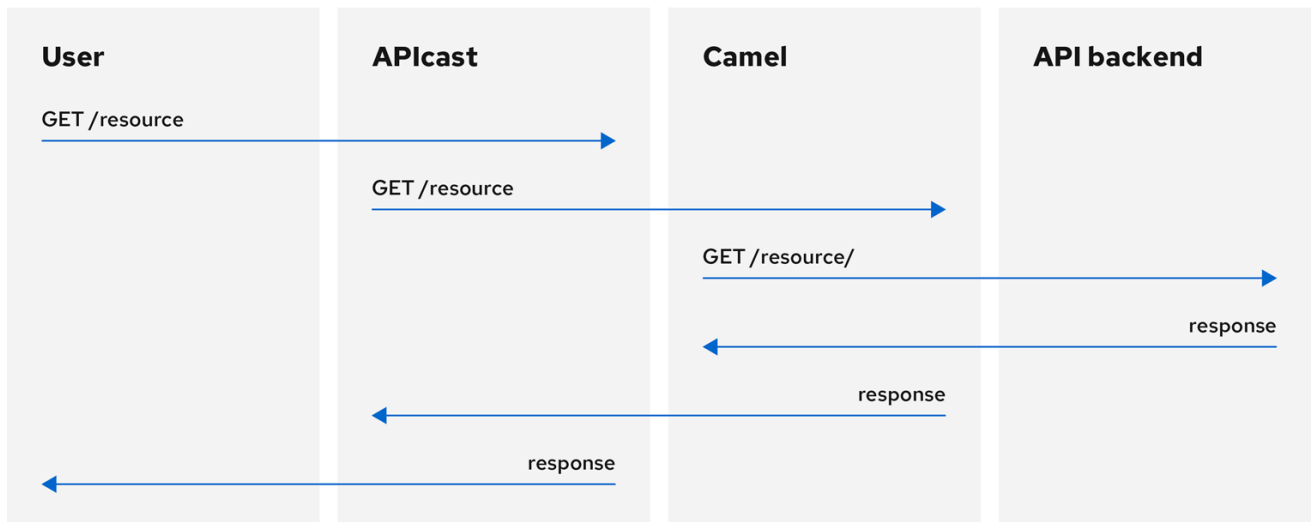 User
APIcast
Camel
API backend
GET /resource
GET /resource
GET /resource/
response
response
response